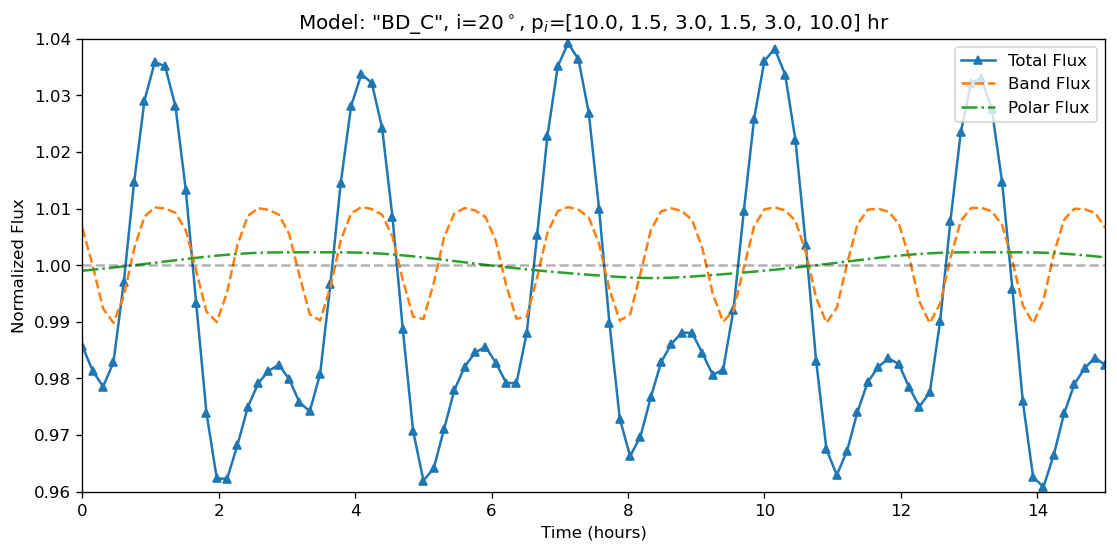 Model: "BD_C", i=20°, pᵢ=[10.0, 1.5, 3.0, 1.5, 3.0, 10.0] hr
Normalized Flux
1.04
1.03
1.02
1.01
1.00
0.99
0.98
0.97
0.96
Total Flux
Band Flux
Polar Flux
0 2 4 6 8 10 12 14
Time (hours)